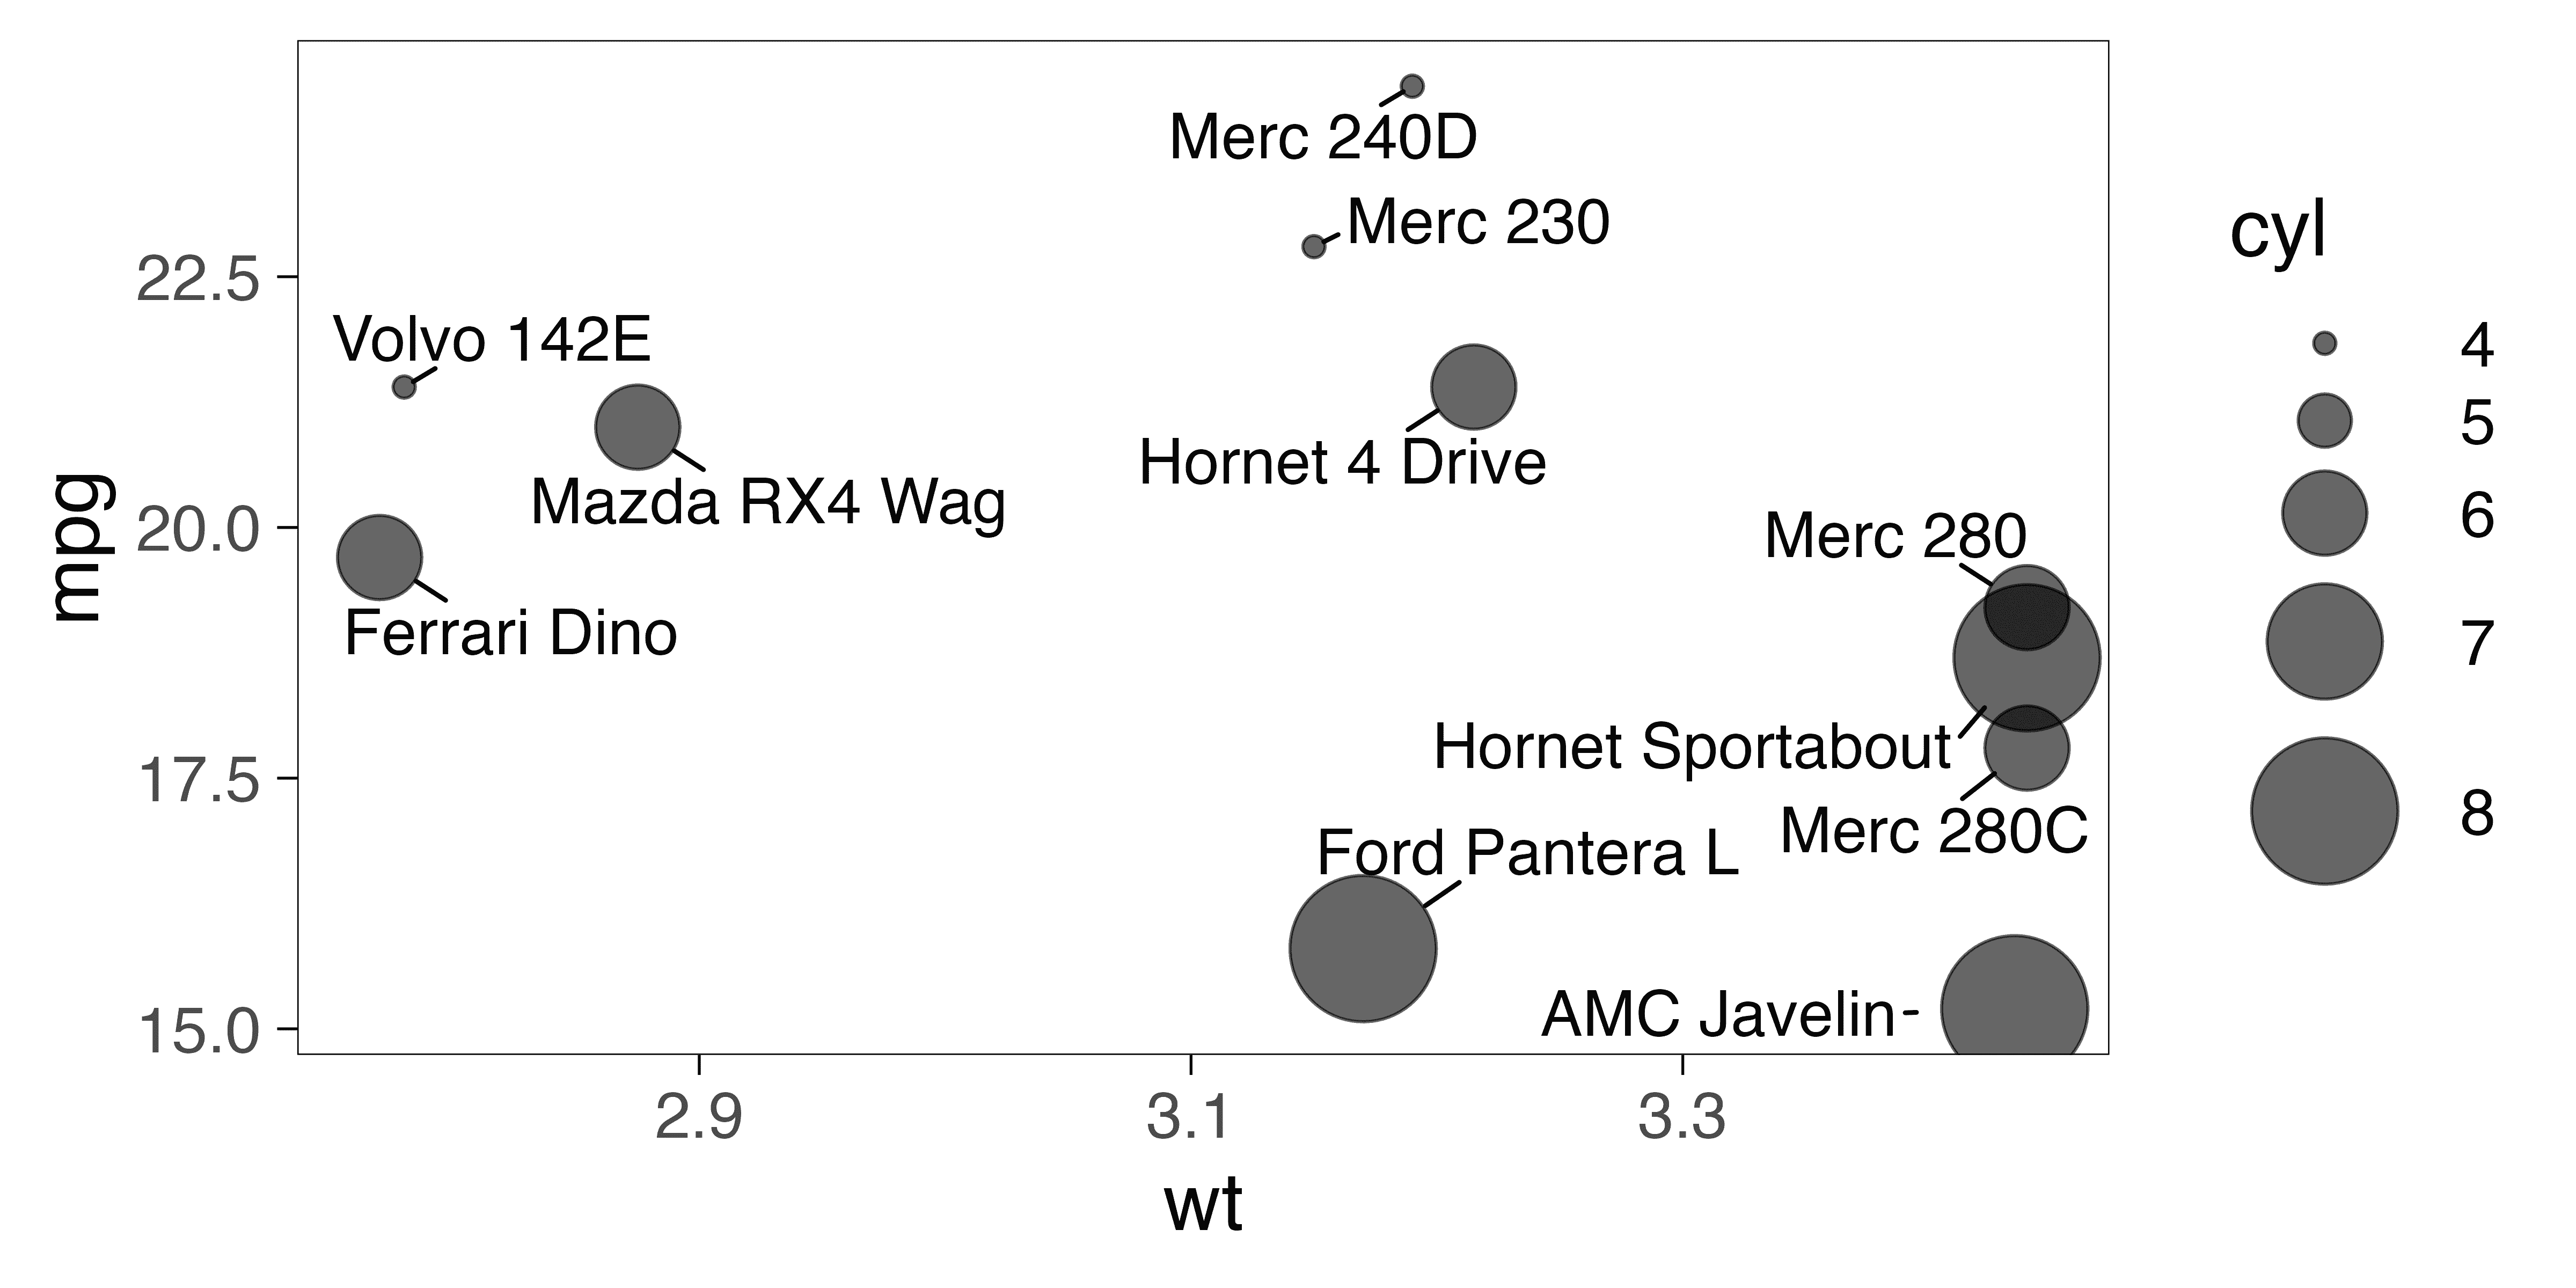 Merc 240D
Merc 230
cyl
22.5
Volvo 142E
4
5
Hornet 4 Drive
Mazda RX4 Wag
6
mpg
20.0
Merc 280
Ferrari Dino
7
Hornet Sportabout
17.5
Merc 280C
8
Ford Pantera L
AMC Javelin
15.0
2.9
3.1
3.3
wt